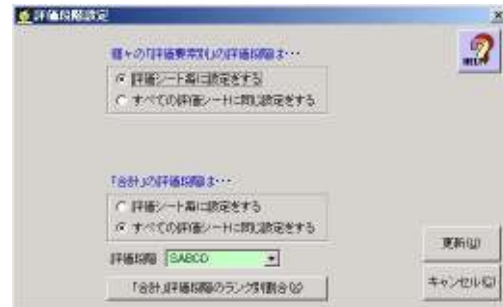 評価段階設定
個々の「評価要素別」の評価段階は・・・
評価シート毎に設定をする
すべての評価シートに同じ設定をする
HELP
「合計」の評価段階は・・・
評価シート毎に設定をする
すべての評価シートに同じ設定をする
評価段階 SABCD
「合計」評価段階のランク別割合(V)
更新(U)
キャンセル(Q)